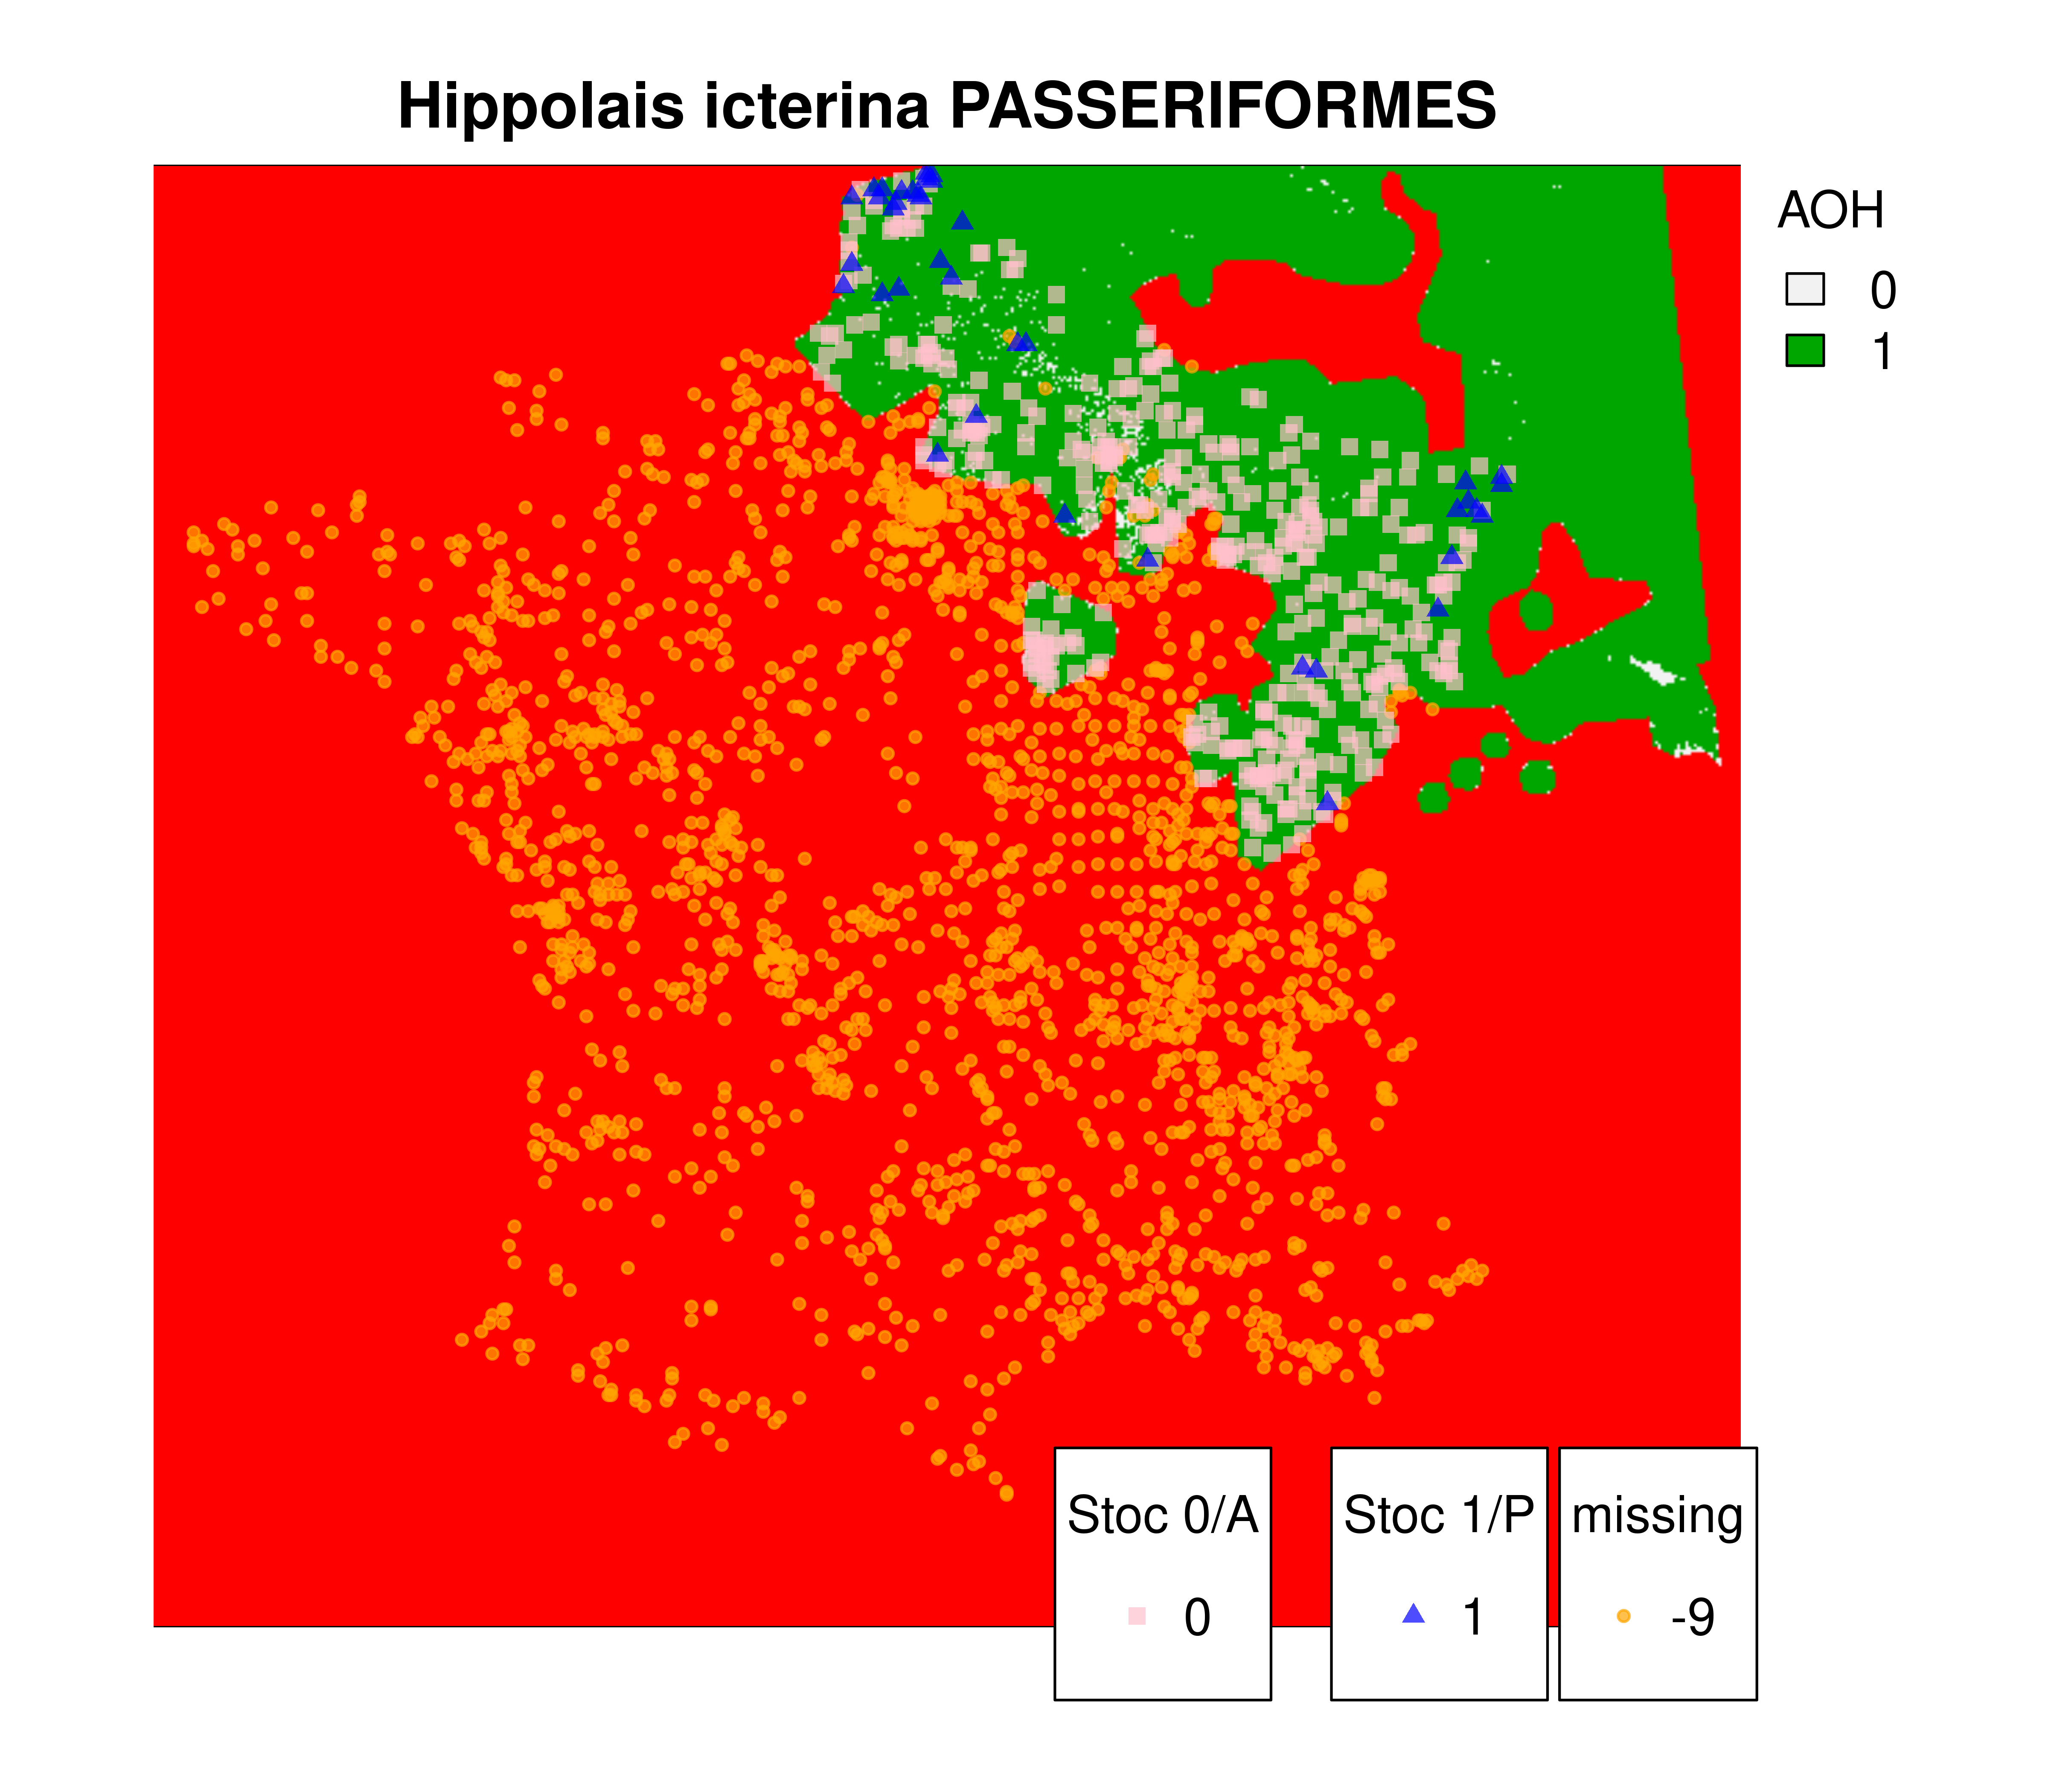 Hippolais icterina PASSERIFORMES
AOH
0
1
Stoc 0/A
0
Stoc 1/P
1
missing
-9